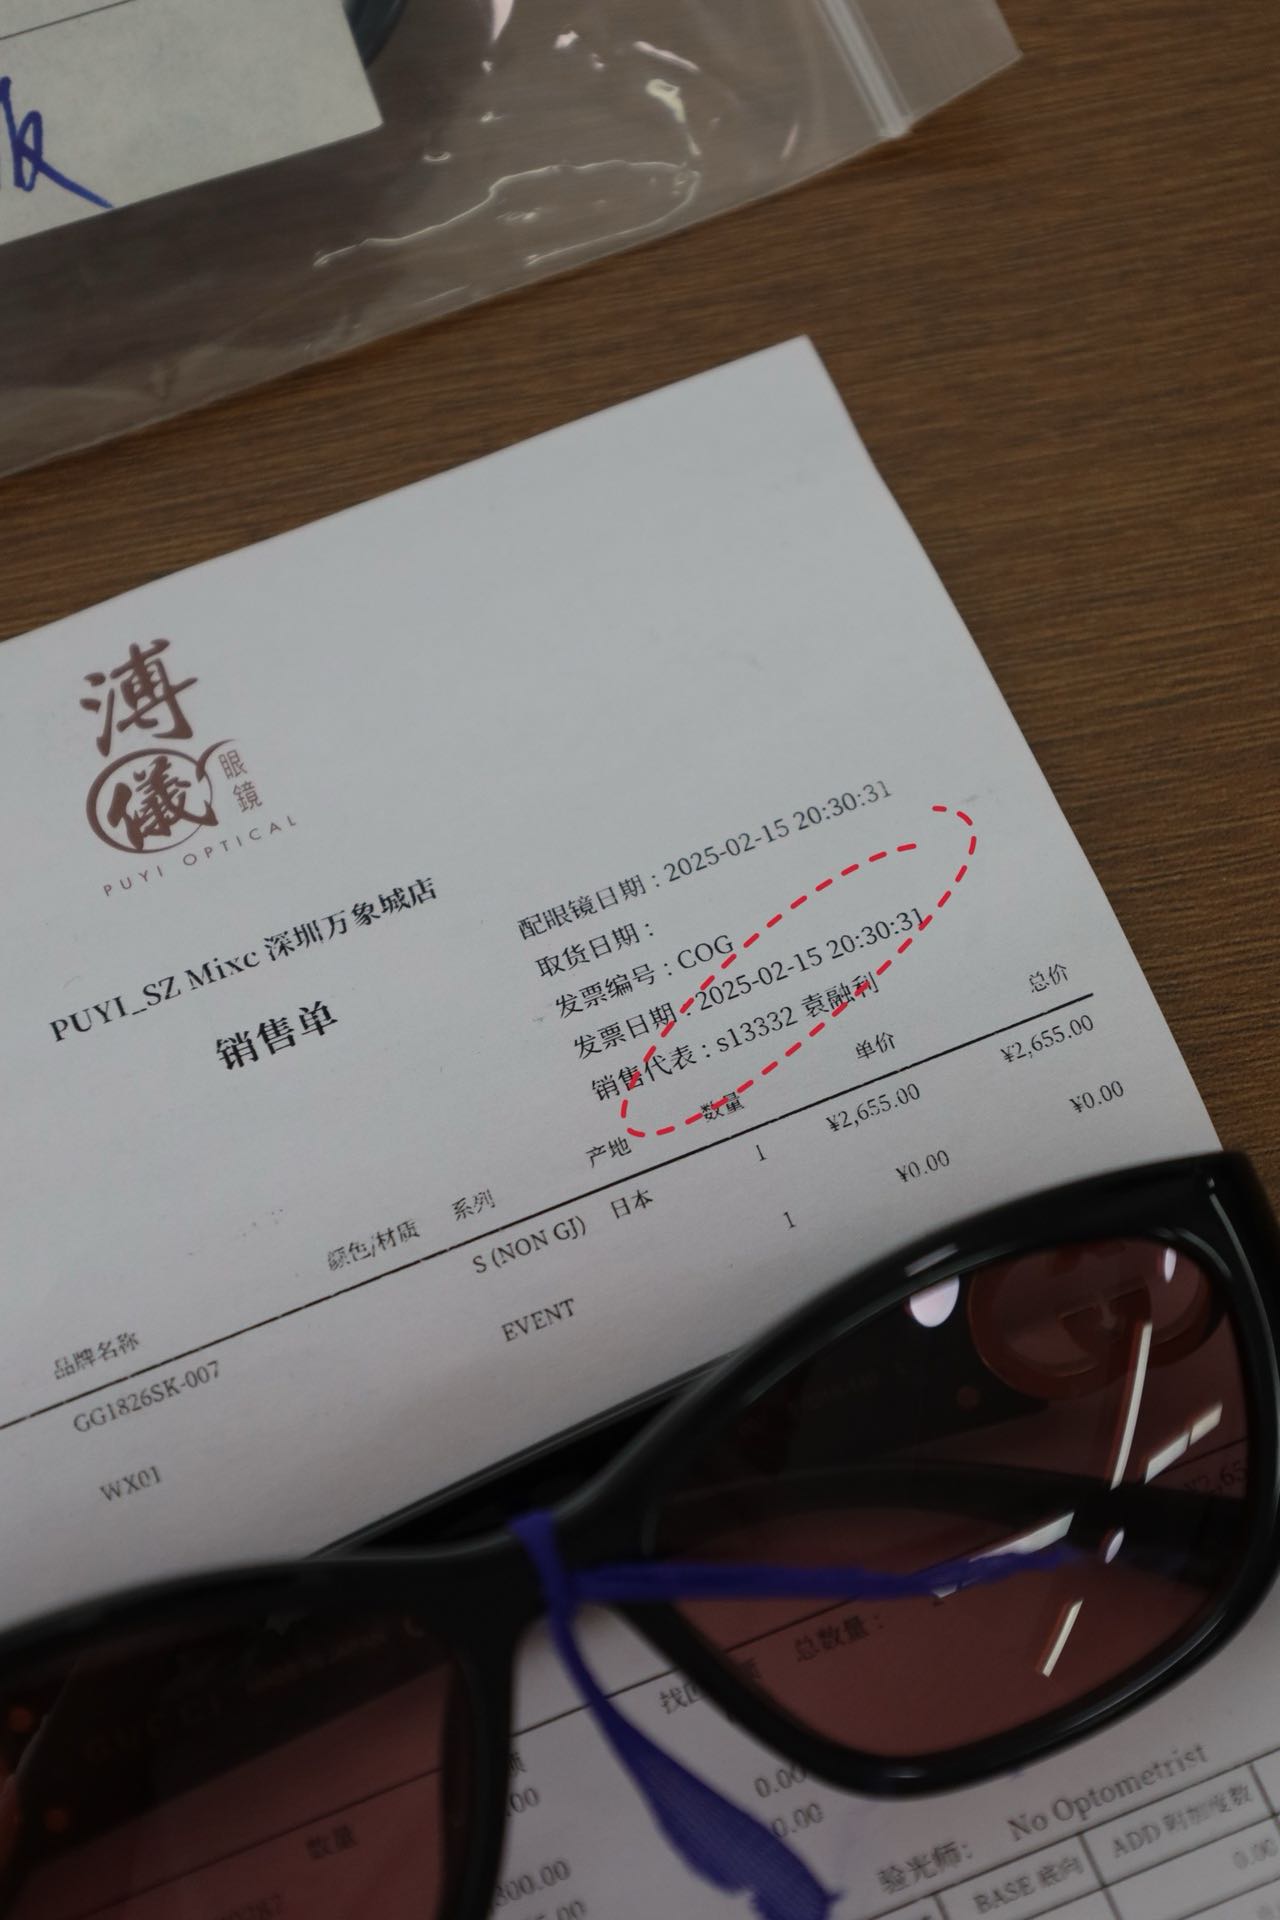 溥
儀
眼
鏡
PUYI OPTICAL
PUYI_SZ Mixc 深圳万象城店
销售单
配眼镜日期：2025-02-15 20:30:31
取货日期：
发票编号：COG
发票日期：2025-02-15 20:30:31
销售代表：s13332 袁融利
品牌名称 颜色/材质 系列 产地 数量 单价 总价
GG1826SK-007 S (NON GJ) 日本 1 ¥2,655.00 ¥2,655.00
WX01 EVENT 1 ¥0.00 ¥0.00
总数量：
数量
0.00
验光师： No Optometrist
BASE 底向 ADD 附加度数
0.00